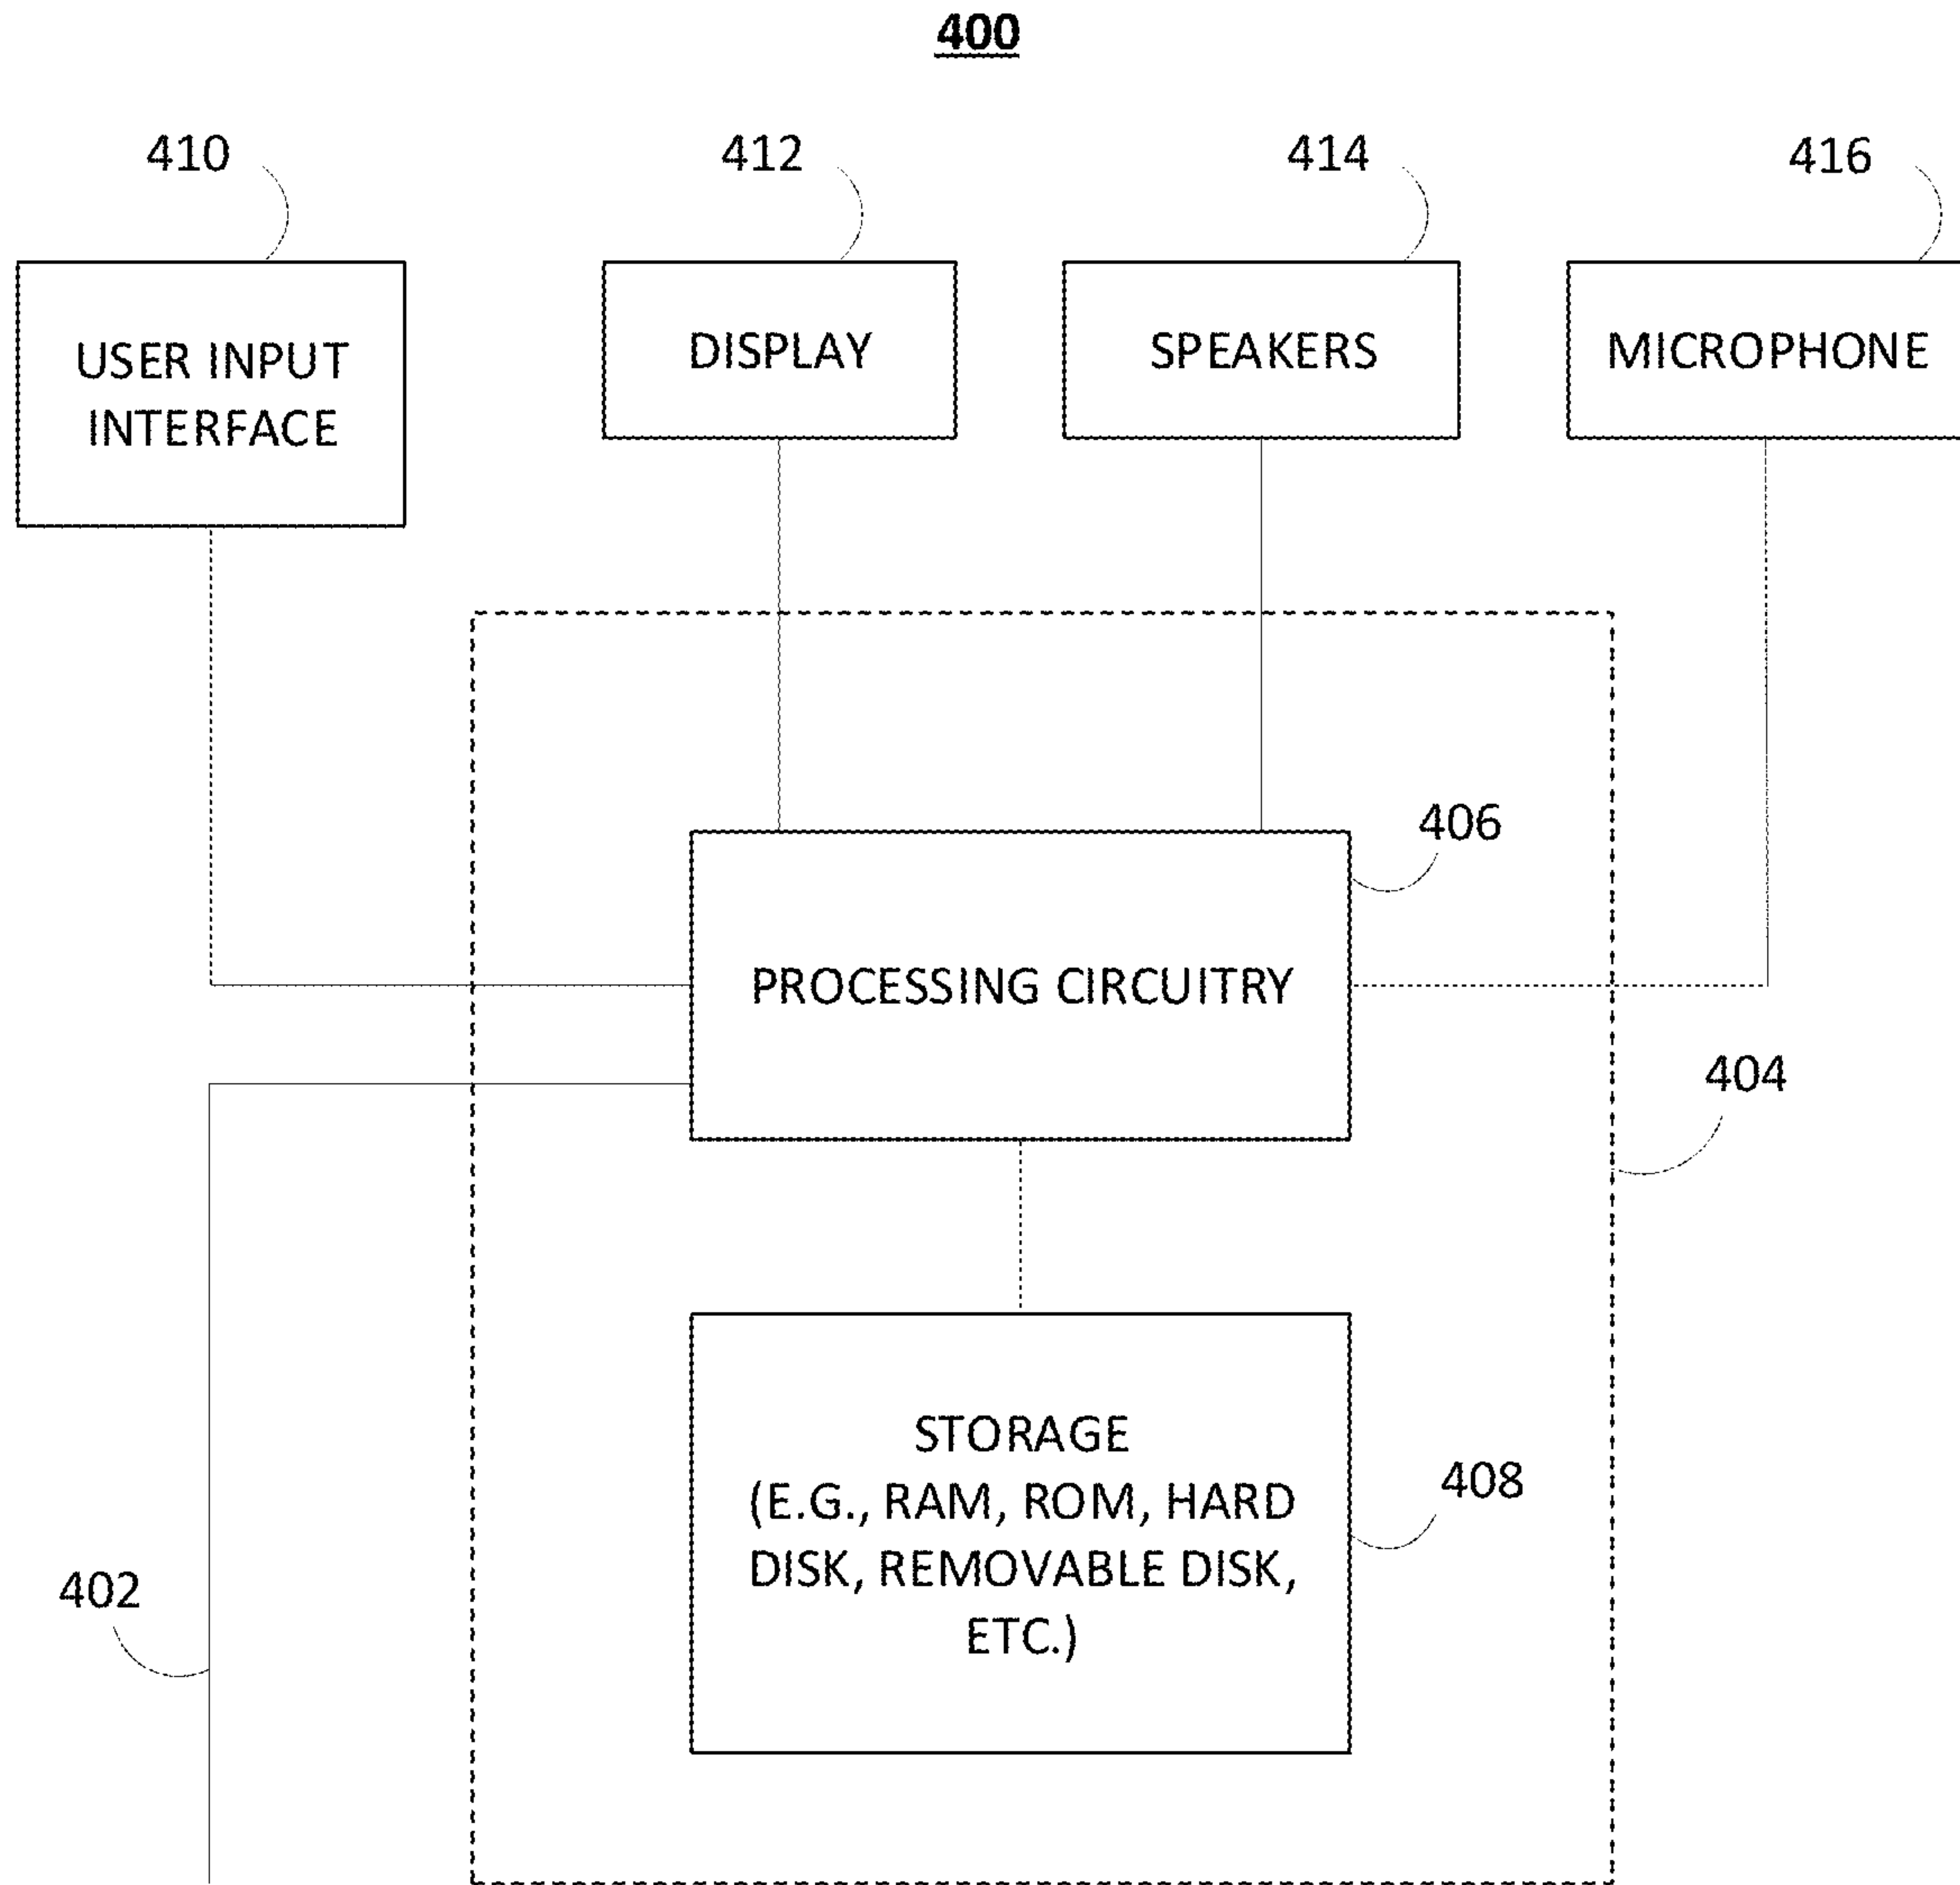 400
410
412
414
416
USER INPUT
INTERFACE
DISPLAY
SPEAKERS
MICROPHONE
406
PROCESSING CIRCUITRY
404
STORAGE
(E.G., RAM, ROM, HARD
DISK, REMOVABLE DISK,
ETC.)
408
402